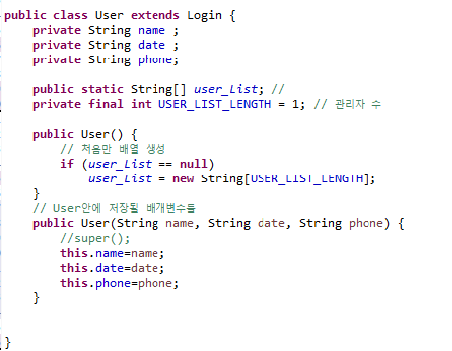 public class User extends Login {
private String name ;
private String date ;
private String phone;
public static String[] user_List; //
private final int USER_LIST_LENGTH = 1; // 관리자 수
public User() {
// 처음만 배열 생성
if (user_List == null)
user_List = new String[USER_LIST_LENGTH];
}
// User안에 저장될 배개변수들
public User(String name, String date, String phone) {
//super();
this.name=name;
this.date=date;
this.phone=phone;
}
}